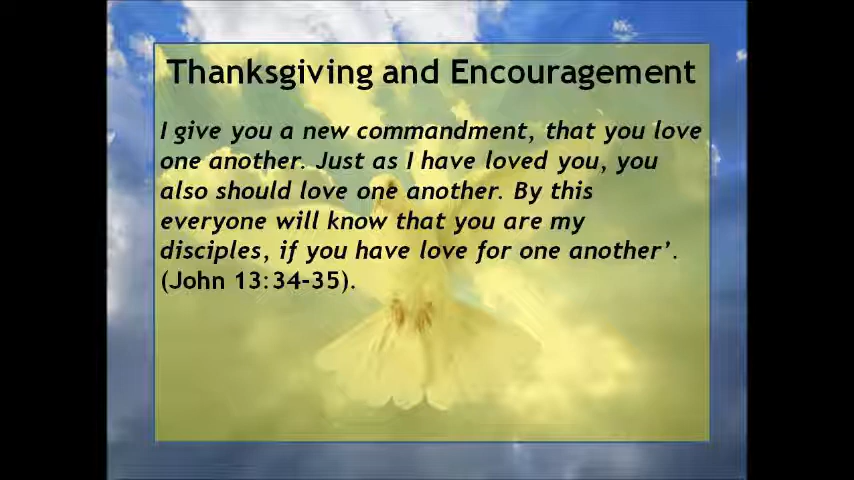 Thanksgiving and Encouragement
I give you a new commandment, that you love
one another. Just as I have loved you, you
also should love one another. By this
everyone will know that you are my
disciples, if you have love for one another’.
(John 13:34-35).